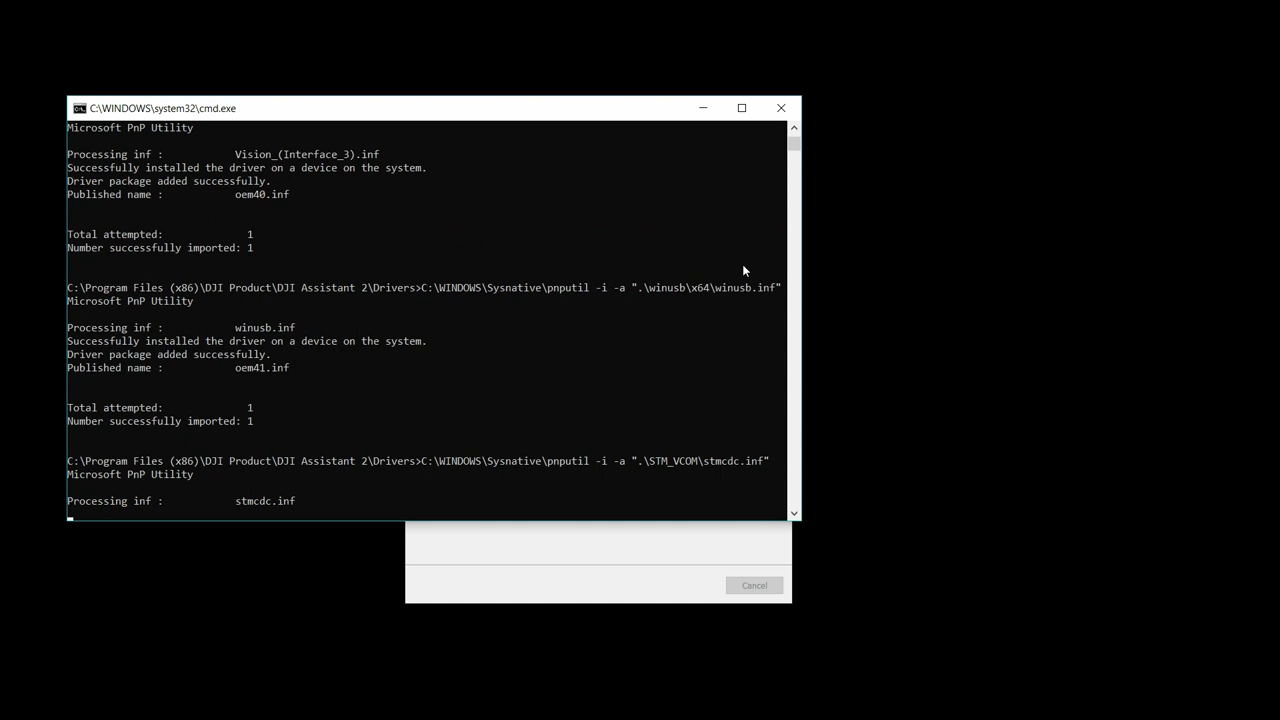 C:\WINDOWS\system32\cmd.exe
Microsoft PnP Utility
Processing inf :            Vision_(Interface_3).inf
Successfully installed the driver on a device on the system.
Driver package added successfully.
Published name :            oem40.inf
Total attempted:              1
Number successfully imported: 1
C:\Program Files (x86)\DJI Product\DJI Assistant 2\Drivers>C:\WINDOWS\Sysnative\pnputil -i -a ".\winusb\x64\winusb.inf"
Microsoft PnP Utility
Processing inf :            winusb.inf
Successfully installed the driver on a device on the system.
Driver package added successfully.
Published name :            oem41.inf
Total attempted:              1
Number successfully imported: 1
C:\Program Files (x86)\DJI Product\DJI Assistant 2\Drivers>C:\WINDOWS\Sysnative\pnputil -i -a ".\STM_VCOM\stmcdc.inf"
Microsoft PnP Utility
Processing inf :            stmcdc.inf
Cancel